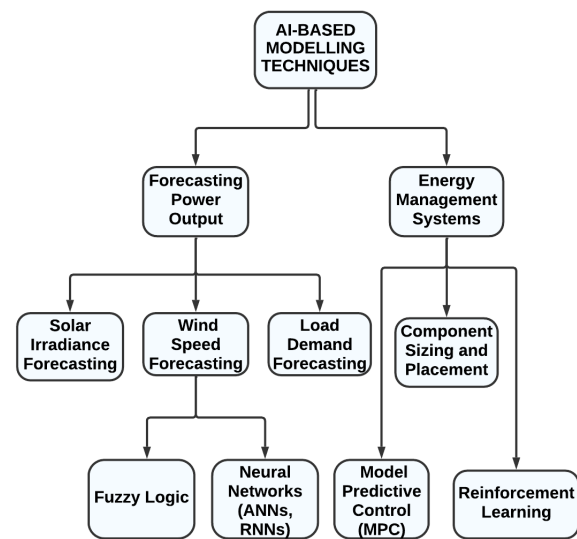 AI-BASED
MODELLING
TECHNIQUES
Forecasting
Power
Output
Energy
Management
Systems
Solar
Irradiance
Forecasting
Wind
Speed
Forecasting
Load
Demand
Forecasting
Component
Sizing and
Placement
Fuzzy Logic
Neural
Networks
(ANNs,
RNNs)
Model
Predictive
Control
(MPC)
Reinforcement
Learning